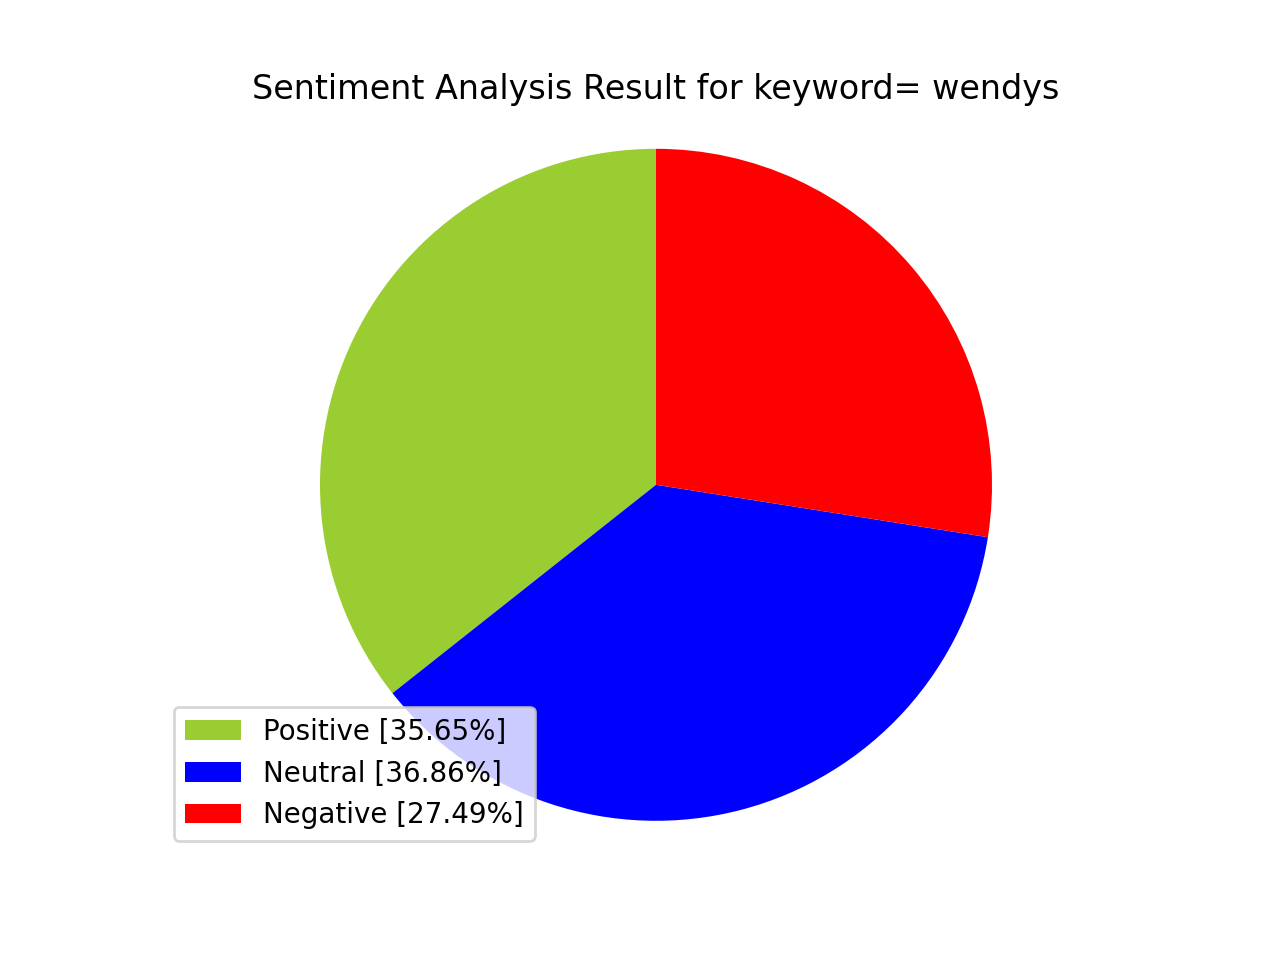 Sentiment Analysis Result for keyword= wendys
Positive [35.65%]
Neutral [36.86%]
Negative [27.49%]